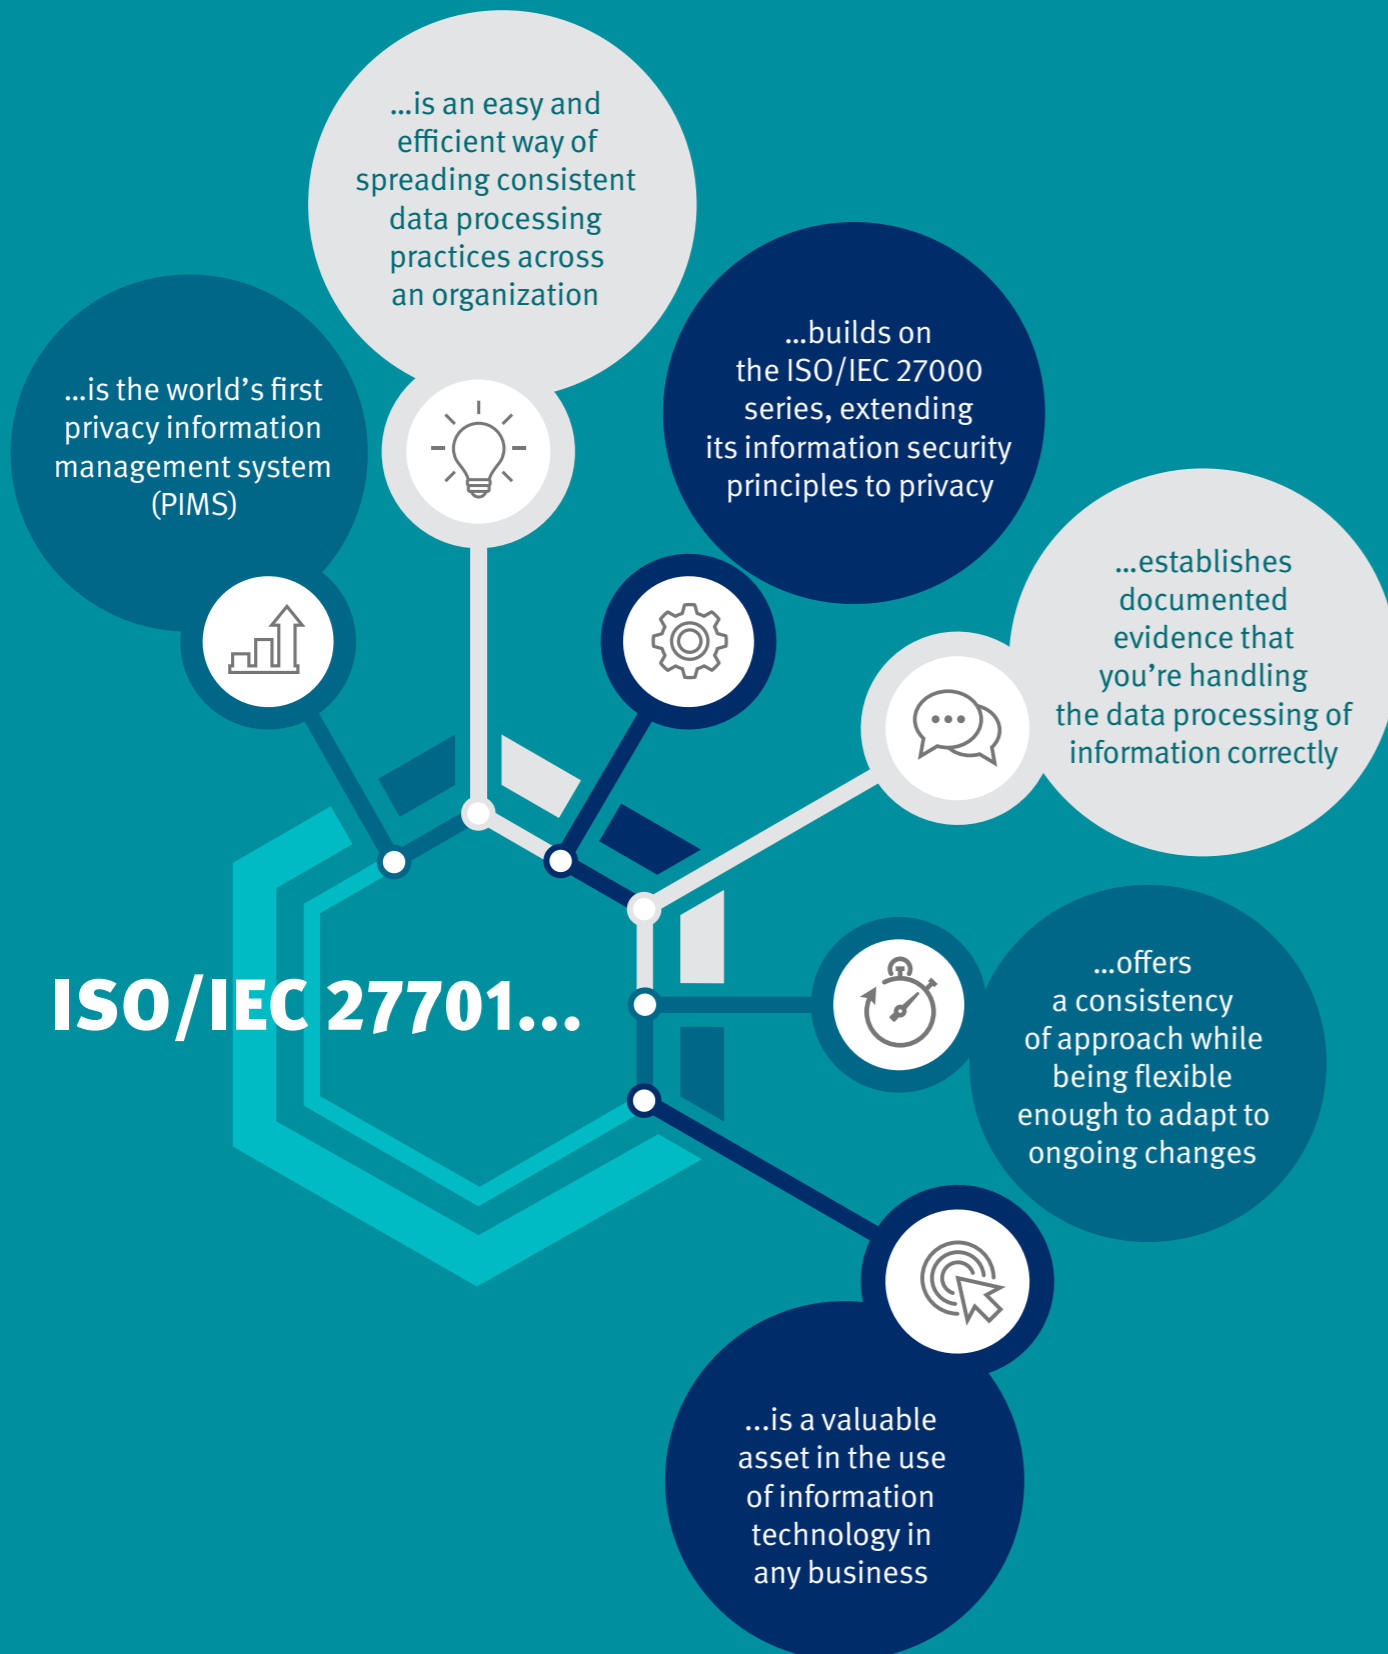 ISO/IEC 27701...
...is the world’s first
privacy information
management system
(PIMS)
...is an easy and
efficient way of
spreading consistent
data processing
practices across
an organization
...builds on
the ISO/IEC 27000
series, extending
its information security
principles to privacy
...establishes
documented
evidence that
you’re handling
the data processing of
information correctly
...offers
a consistency
of approach while
being flexible
enough to adapt to
ongoing changes
...is a valuable
asset in the use
of information
technology in
any business